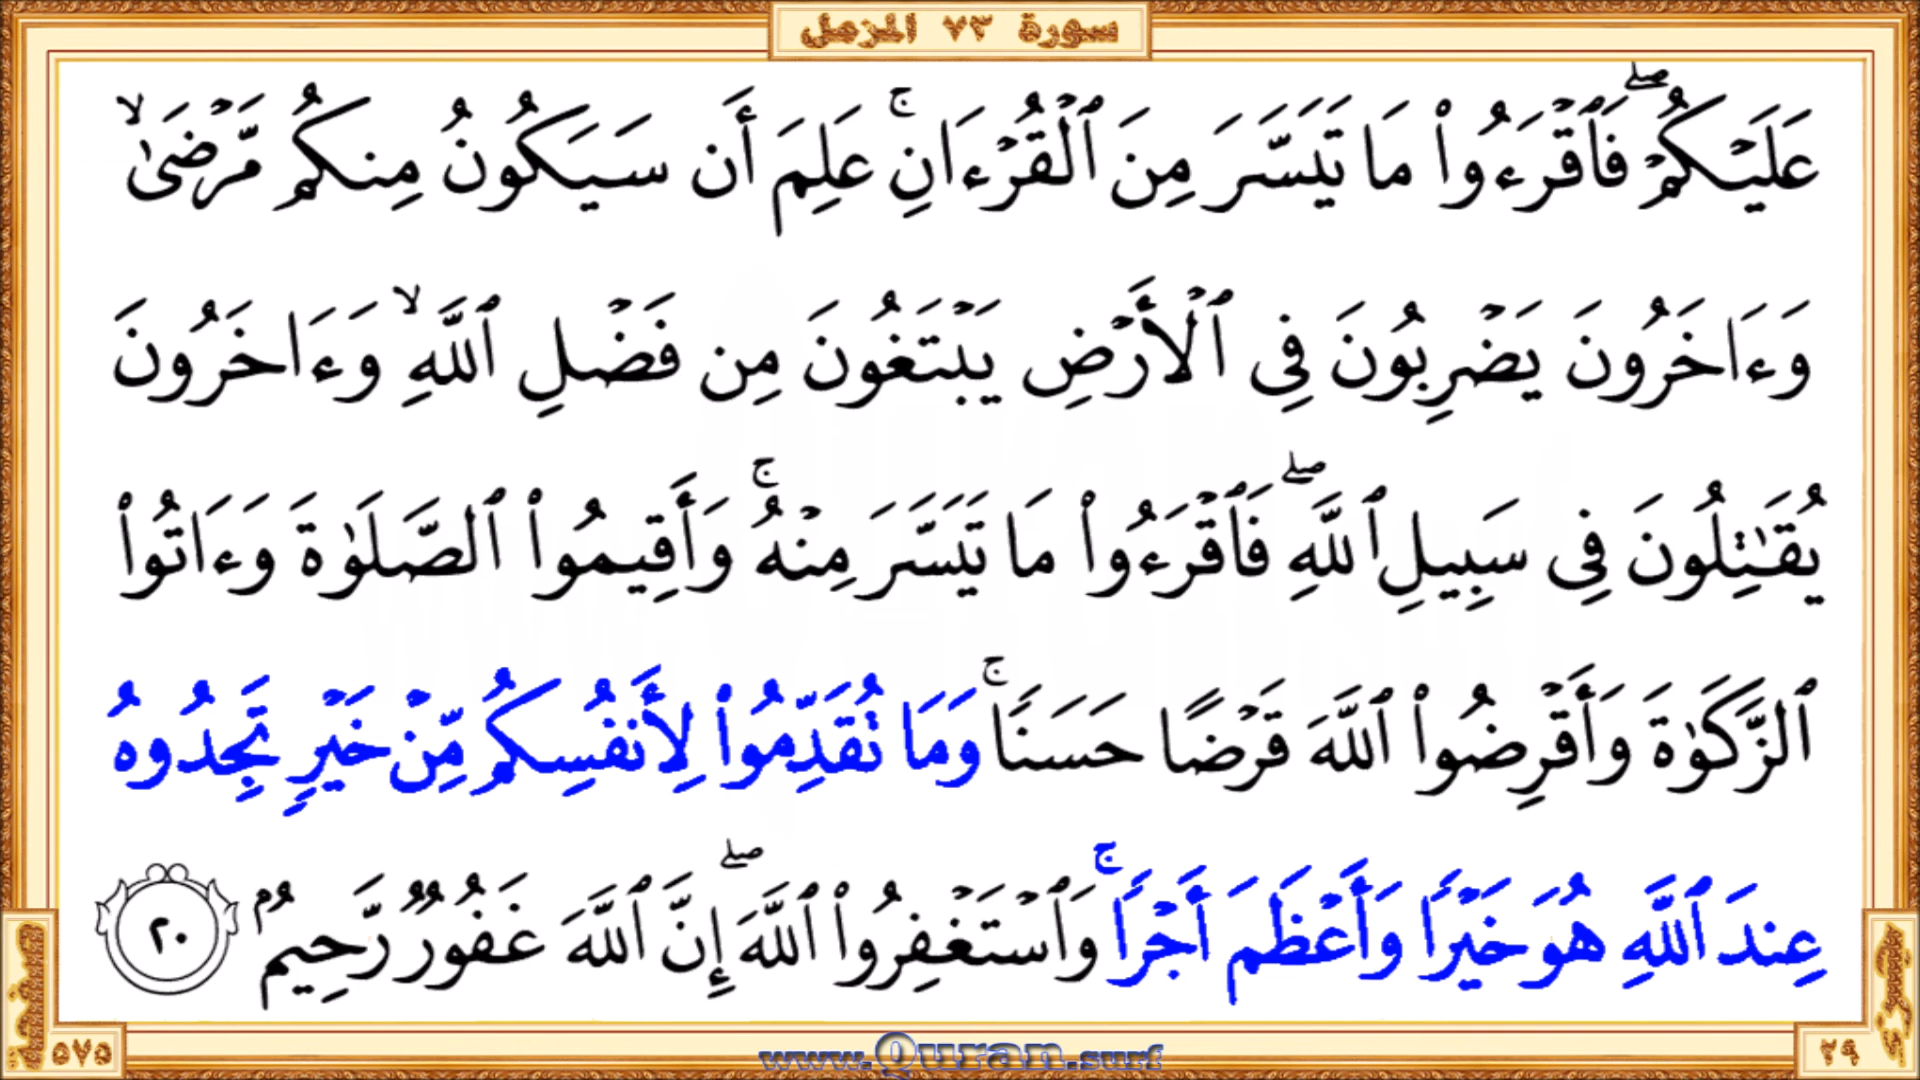 سورة ٧٣ المزمل
عَلَيۡكُمۡۖ فَٱقۡرَءُوا۟ مَا تَيَسَّرَ مِنَ ٱلۡقُرۡءَانِۚ عَلِمَ أَن سَيَكُونُ مِنكُم مَّرۡضَىٰۙ
وَءَاخَرُونَ يَضۡرِبُونَ فِى ٱلۡأَرۡضِ يَبۡتَغُونَ مِن فَضۡلِ ٱللَّهِۙ وَءَاخَرُونَ
يُقَـٰتِلُونَ فِى سَبِيلِ ٱللَّهِۖ فَٱقۡرَءُوا۟ مَا تَيَسَّرَ مِنۡهُۚ وَأَقِيمُوا۟ ٱلصَّلَوٰةَ وَءَاتُوا۟
ٱلزَّكَوٰةَ وَأَقۡرِضُوا۟ ٱللَّهَ قَرۡضًا حَسَنًاۚ وَمَا تُقَدِّمُوا۟ لِأَنفُسِكُم مِّنۡ خَيۡرٍ تَجِدُوهُ
عِندَ ٱللَّهِ هُوَ خَيۡرًا وَأَعۡظَمَ أَجۡرًاۚ وَٱسۡتَغۡفِرُوا۟ ٱللَّهَۖ إِنَّ ٱللَّهَ غَفُورٌ رَّحِيمٌۢ ٢٠
٥٧٥
www.Quran.surf
٢٩